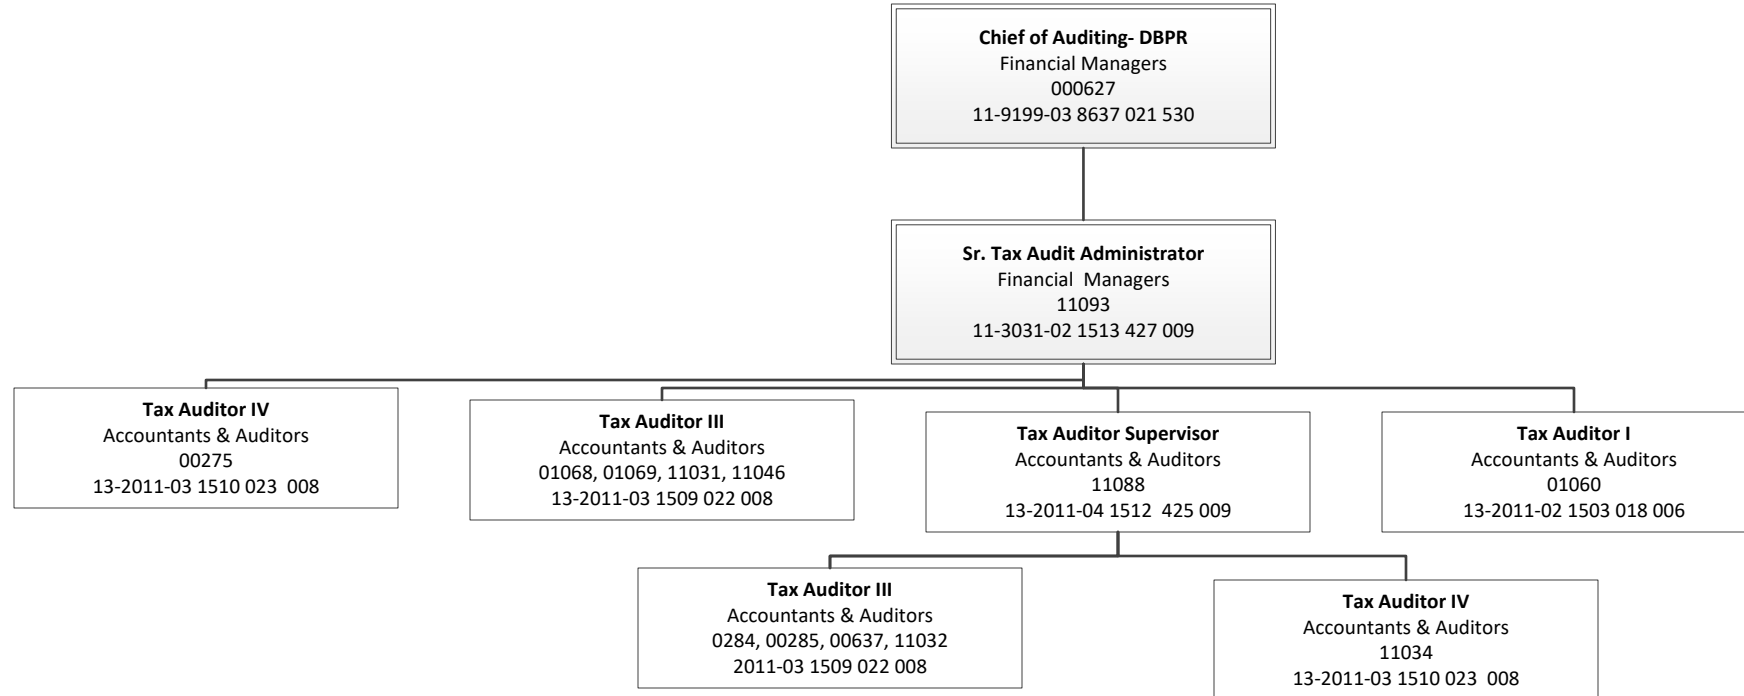 Chief of Auditing- DBPR
Financial Managers
000627
11-9199-03 8637 021 530
Sr. Tax Audit Administrator
Financial  Managers
11093
11-3031-02 1513 427 009
Tax Auditor IV
Accountants & Auditors
00275
13-2011-03 1510 023  008
Tax Auditor III
Accountants & Auditors
01068, 01069, 11031, 11046
13-2011-03 1509 022 008
Tax Auditor Supervisor
Accountants & Auditors
11088
13-2011-04 1512  425 009
Tax Auditor I
Accountants & Auditors
01060
13-2011-02 1503 018 006
Tax Auditor III
Accountants & Auditors
0284, 00285, 00637, 11032
2011-03 1509 022 008
Tax Auditor IV
Accountants & Auditors
11034
13-2011-03 1510 023  008